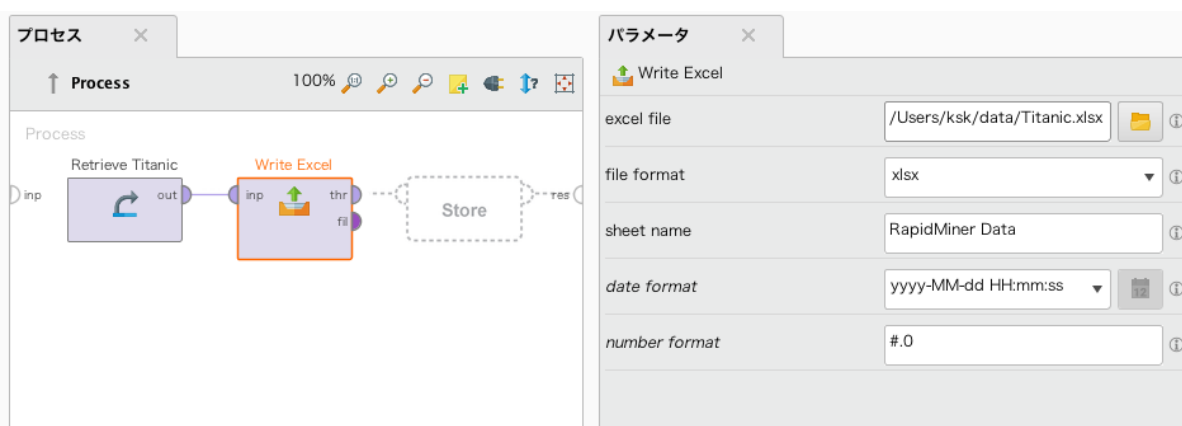 プロセス
Process
100%
Process
Retrieve Titanic
Write Excel
inp
out
inp
thr
fil
Store
res
パラメータ
Write Excel
excel file
/Users/ksk/data/Titanic.xlsx
file format
xlsx
sheet name
RapidMiner Data
date format
yyyy-MM-dd HH:mm:ss
12
number format
#.0